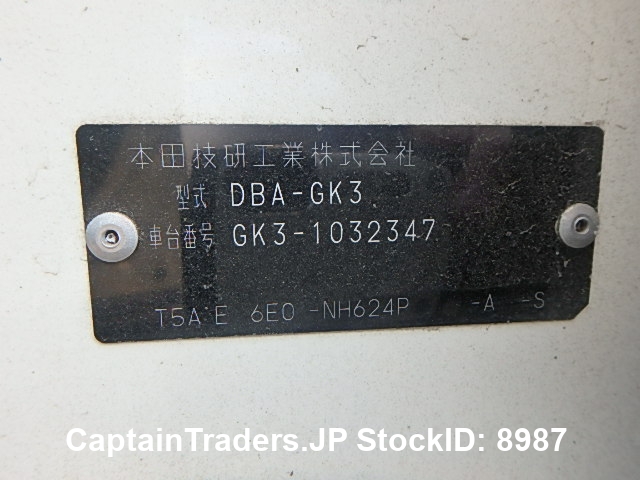 本田技研工業株式会社
型式 DBA-GK3
車台番号 GK3-1032347
T5A E 6E0 -NH624P -A -S
CaptainTraders.JP StockID: 8987